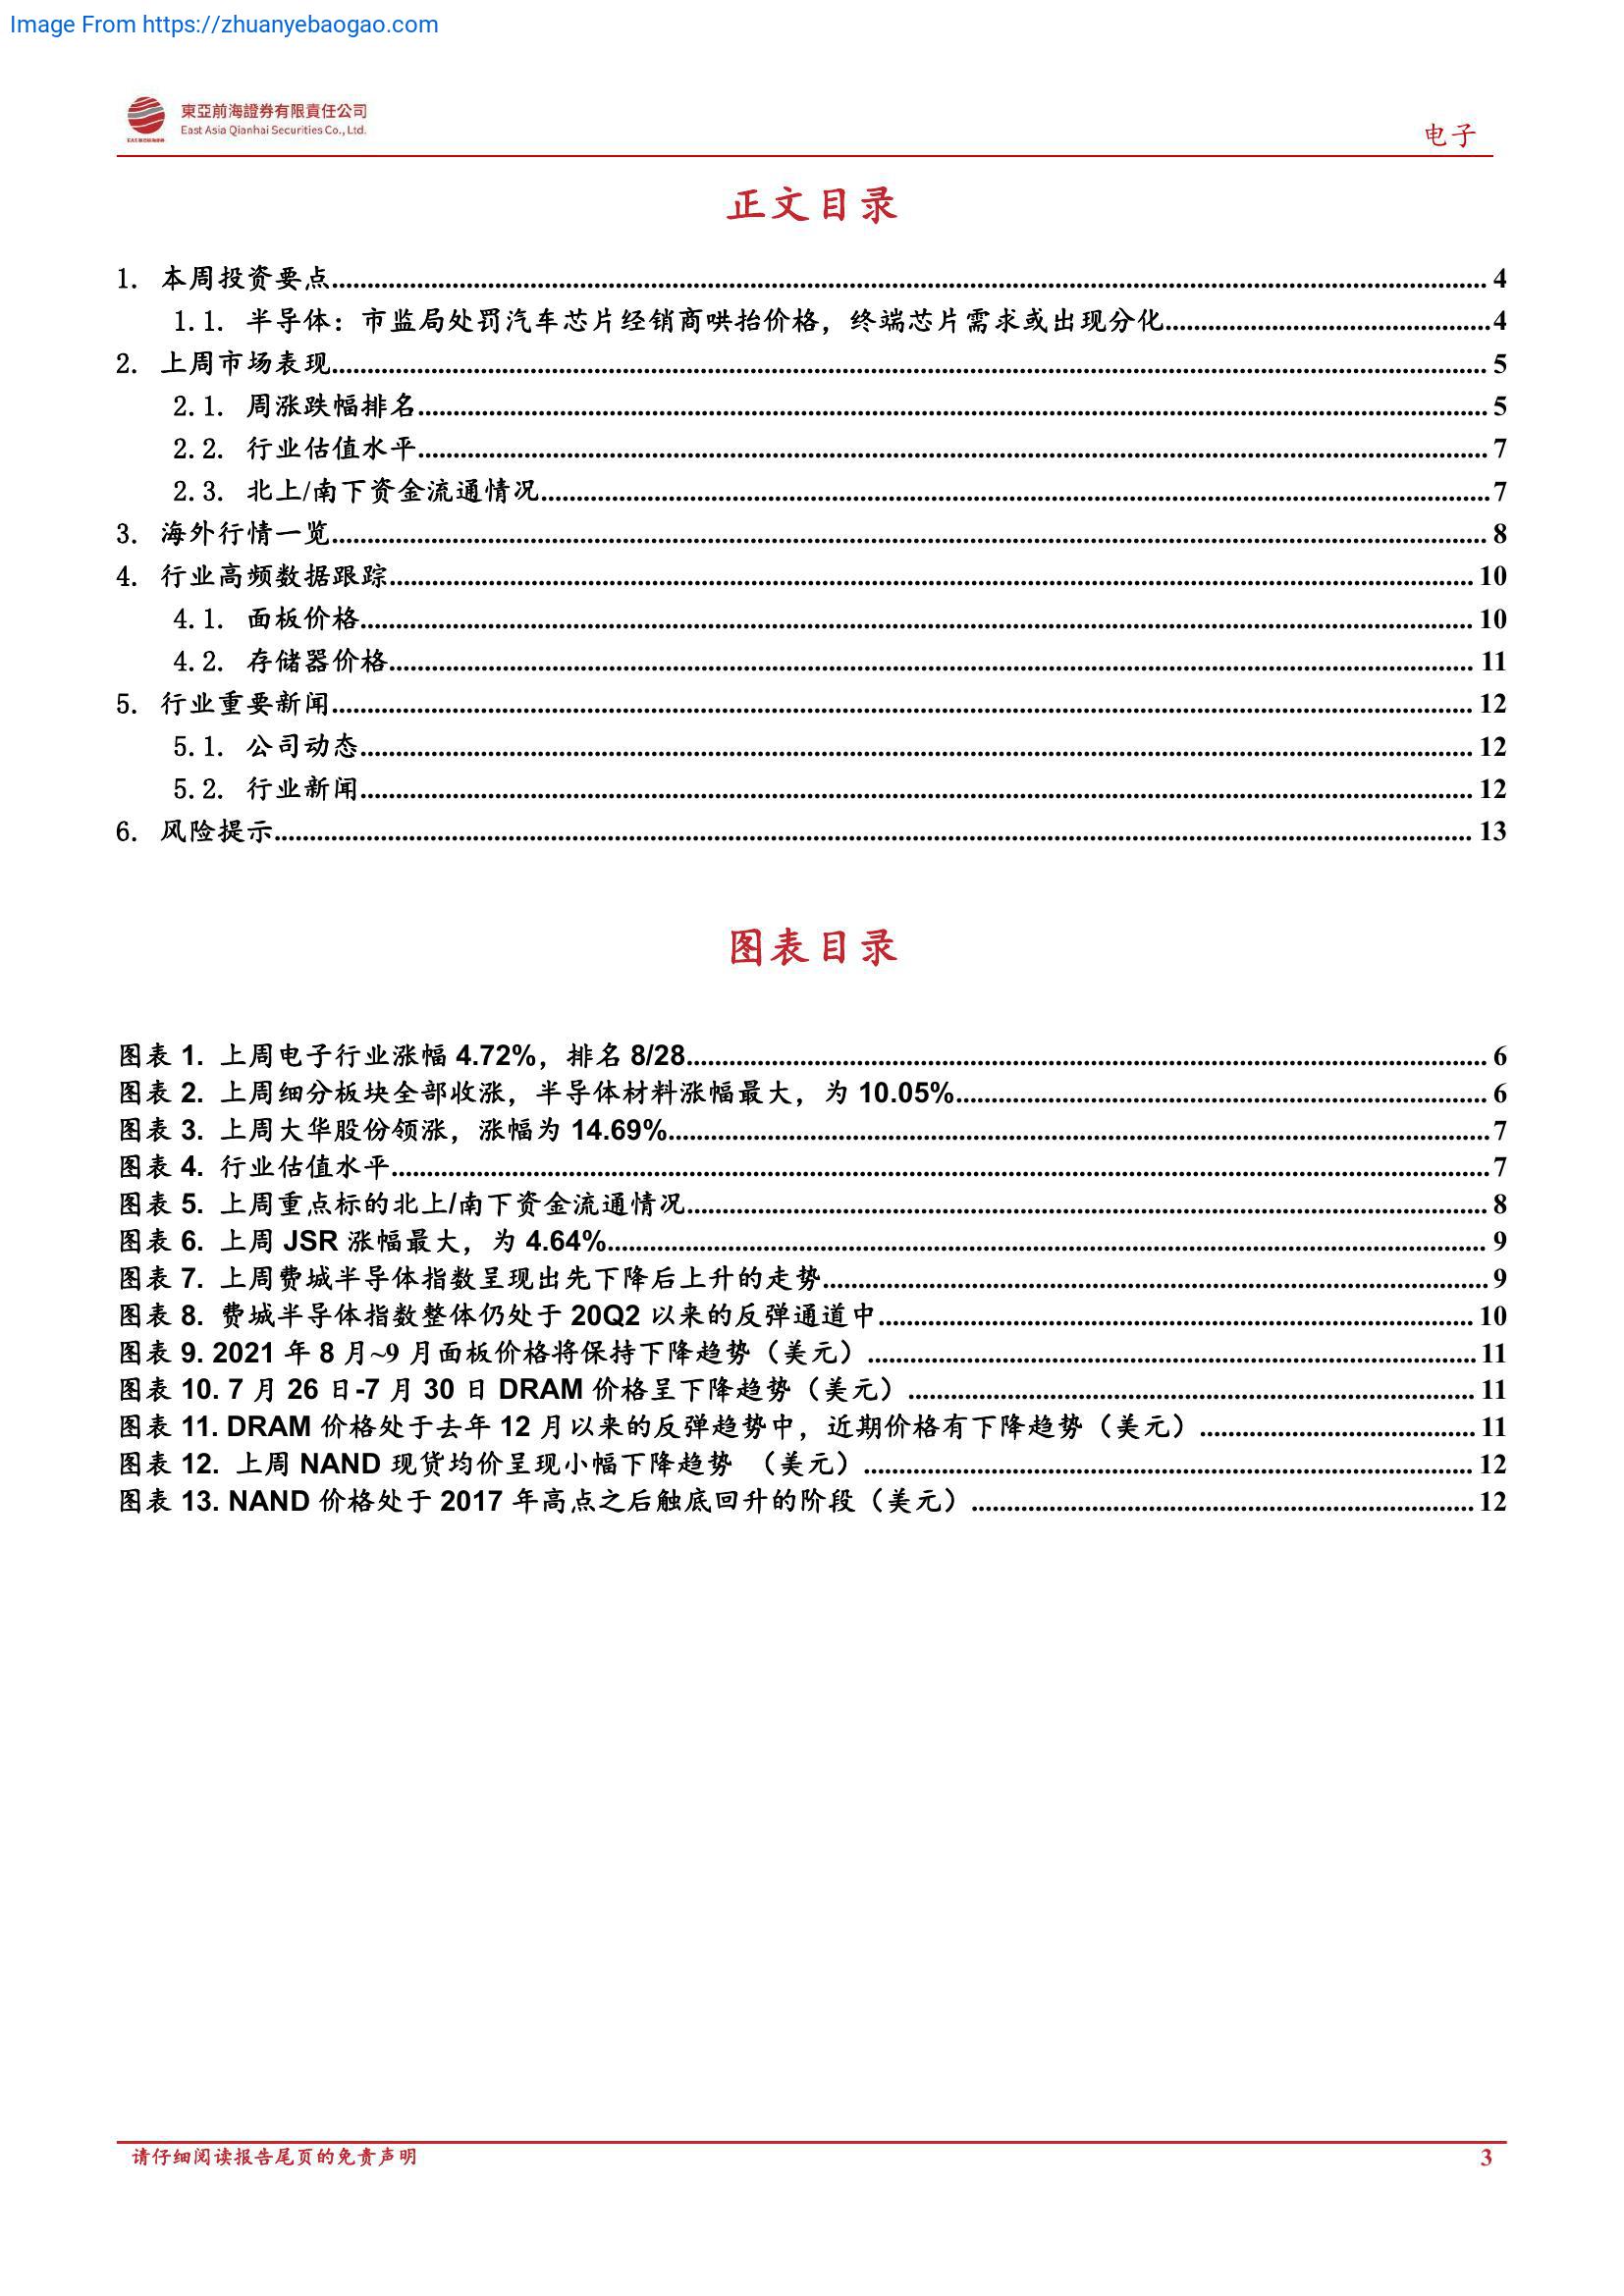 Image From https://zhuanyebaogao.com
東亞前海證券有限責任公司
East Asia Qianhai Securities Co., Ltd.
电子
正文目录
1. 本周投资要点 4
1.1. 半导体：市监局处罚汽车芯片经销商哄抬价格，终端芯片需求或出现分化 4
2. 上周市场表现 5
2.1. 周涨跌幅排名 5
2.2. 行业估值水平 7
2.3. 北上/南下资金流通情况 7
3. 海外行情一览 8
4. 行业高频数据跟踪 10
4.1. 面板价格 10
4.2. 存储器价格 11
5. 行业重要新闻 12
5.1. 公司动态 12
5.2. 行业新闻 12
6. 风险提示 13
图表目录
图表 1. 上周电子行业涨幅 4.72%，排名 8/28 6
图表 2. 上周细分板块全部收涨，半导体材料涨幅最大，为 10.05% 6
图表 3. 上周大华股份领涨，涨幅为 14.69% 7
图表 4. 行业估值水平 7
图表 5. 上周重点标的北上/南下资金流通情况 8
图表 6. 上周 JSR 涨幅最大，为 4.64% 9
图表 7. 上周费城半导体指数呈现出先下降后上升的走势 9
图表 8. 费城半导体指数整体仍处于 20Q2 以来的反弹通道中 10
图表 9. 2021 年 8 月~9 月面板价格将保持下降趋势（美元） 11
图表 10. 7 月 26 日-7 月 30 日 DRAM 价格呈下降趋势（美元） 11
图表 11. DRAM 价格处于去年 12 月以来的反弹趋势中，近期价格有下降趋势（美元） 11
图表 12. 上周 NAND 现货均价呈现小幅下降趋势 （美元） 12
图表 13. NAND 价格处于 2017 年高点之后触底回升的阶段（美元） 12
请仔细阅读报告尾页的免责声明
3